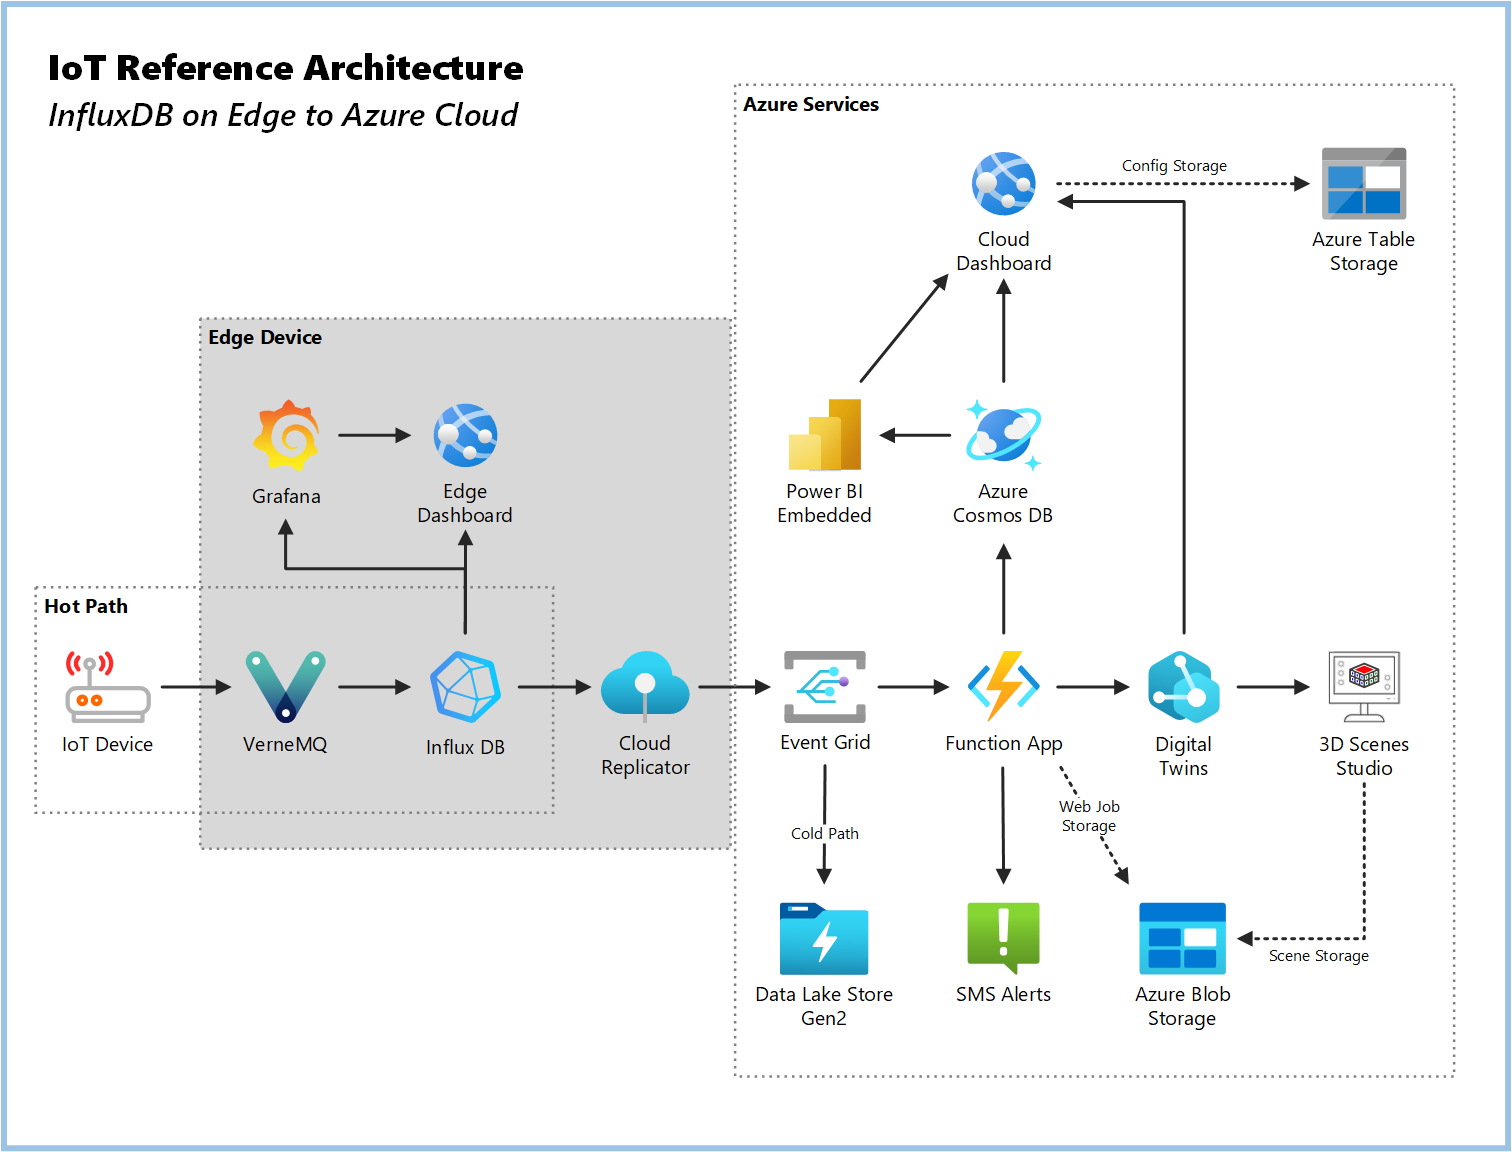 IoT Reference Architecture
InfluxDB on Edge to Azure Cloud
Azure Services
Config Storage
Cloud
Dashboard
Azure Table
Storage
Edge Device
Grafana
Edge
Dashboard
Power BI
Embedded
Azure
Cosmos DB
Hot Path
IoT Device
VerneMQ
Influx DB
Cloud
Replicator
Event Grid
Function App
Digital
Twins
3D Scenes
Studio
Cold Path
Web Job
Storage
Scene Storage
Data Lake Store
Gen2
SMS Alerts
Azure Blob
Storage